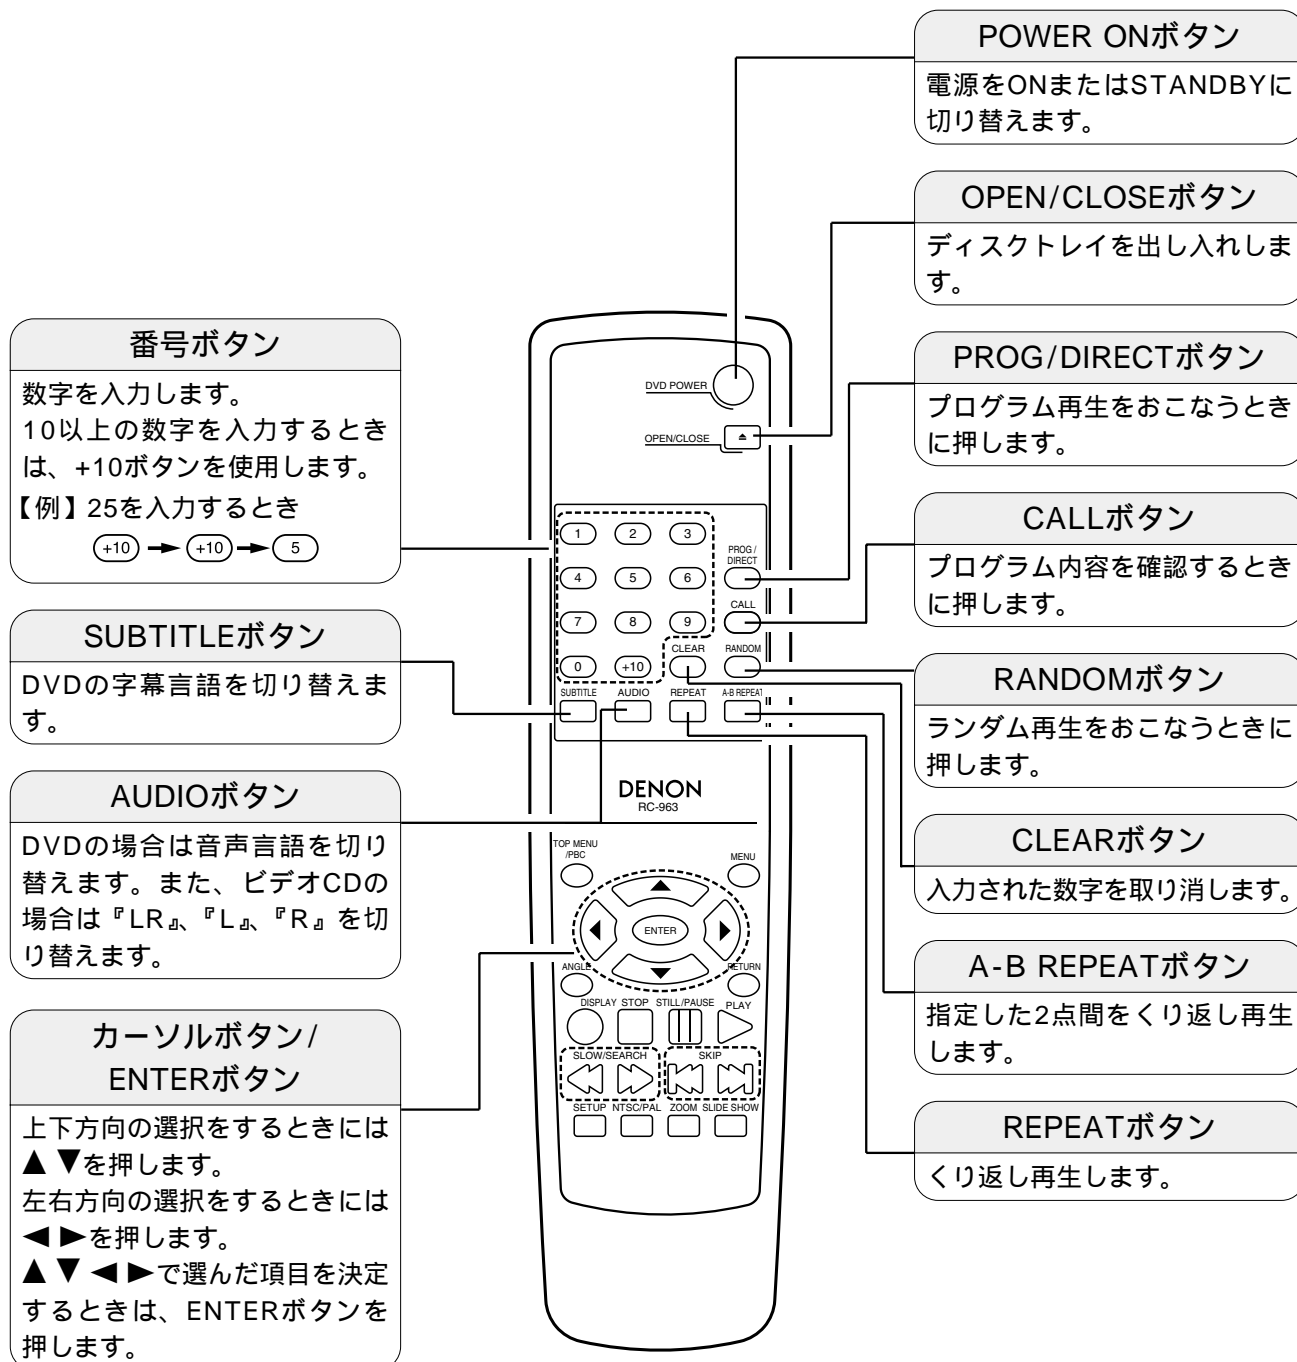 POWER ONボタン
電源をONまたはSTANDBYに
切り替えます。
OPEN/CLOSEボタン
ディスクトレイを出し入れしま
す。
PROG/DIRECTボタン
プログラム再生をおこなうとき
に押します。
CALLボタン
プログラム内容を確認するとき
に押します。
RANDOMボタン
ランダム再生をおこなうときに
押します。
CLEARボタン
入力された数字を取り消します。
A-B REPEATボタン
指定した2点間をくり返し再生
します。
REPEATボタン
くり返し再生します。
番号ボタン
数字を入力します。
10以上の数字を入力するとき
は、+10ボタンを使用します。
【例】25を入力するとき
+10 → +10 → 5
SUBTITLEボタン
DVDの字幕言語を切り替えま
す。
AUDIOボタン
DVDの場合は音声言語を切り
替えます。また、ビデオCDの
場合は『LR』、『L』、『R』を切
り替えます。
カーソルボタン/
ENTERボタン
上下方向の選択をするときには
▲ ▼を押します。
左右方向の選択をするときには
◀ ▶を押します。
▲ ▼ ◀ ▶で選んだ項目を決定
するときは、ENTERボタンを
押します。
DVD POWER
OPEN/CLOSE
1 2 3
PROG /
DIRECT
4 5 6
CALL
7 8 9
CLEAR RANDOM
0 +10
SUBTITLE AUDIO REPEAT A-B REPEAT
DENON
RC-963
TOP MENU
/PBC
MENU
ENTER
ANGLE RETURN
DISPLAY STOP STILL/PAUSE PLAY
SLOW/SEARCH SKIP
SETUP NTSC/PAL ZOOM SLIDE SHOW